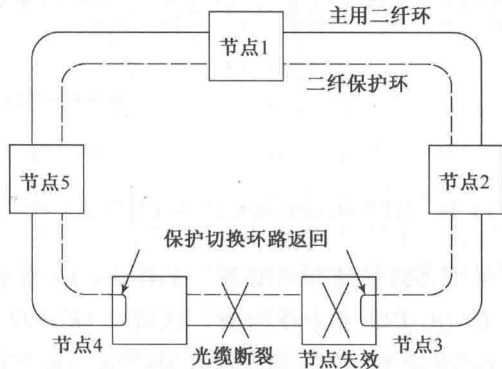 主用二纤环
节点1
二纤保护环
节点5
节点2
保护切换环路返回
节点4
光缆断裂
节点失效
节点3